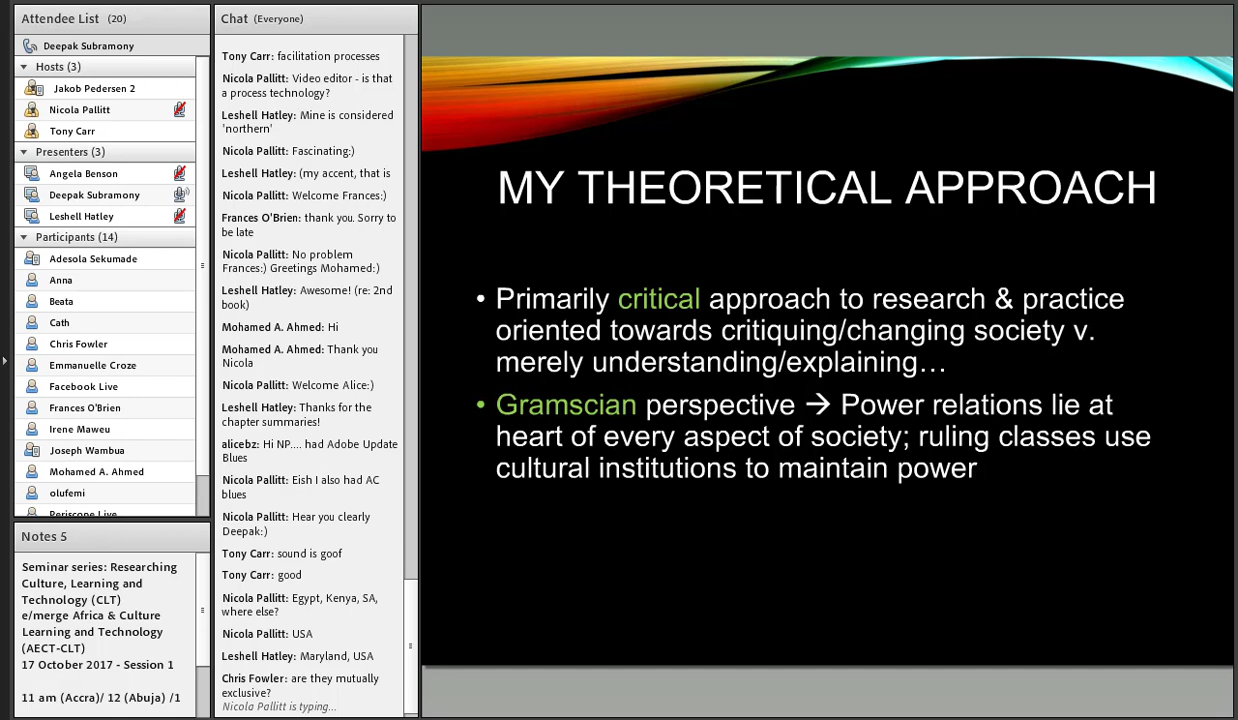 Attendee List (20)
Deepak Subramony
Hosts (3)
Jakob Pedersen 2
Nicola Pallitt
Tony Carr
Presenters (3)
Angela Benson
Deepak Subramony
Leshell Hatley
Participants (14)
Adesola Sekumade
Anna
Beata
Cath
Chris Fowler
Emmanuelle Croze
Facebook Live
Frances O'Brien
Irene Maweu
Joseph Wambua
Mohamed A. Ahmed
olufemi
Periscope Live
Notes 5
Seminar series: Researching
Culture, Learning and
Technology (CLT)
e/merge Africa & Culture
Learning and Technology
(AECT-CLT)
17 October 2017 - Session 1
11 am (Accra)/ 12 (Abuja) /1
Chat (Everyone)
Tony Carr: facilitation processes
Nicola Pallitt: Video editor - is that
a process technology?
Leshell Hatley: Mine is considered
'northern'
Nicola Pallitt: Fascinating:)
Leshell Hatley: (my accent, that is
Nicola Pallitt: Welcome Frances:)
Frances O'Brien: thank you. Sorry to
be late
Nicola Pallitt: No problem
Frances:) Greetings Mohamed:)
Leshell Hatley: Awesome! (re: 2nd
book)
Mohamed A. Ahmed: Hi
Mohamed A. Ahmed: Thank you
Nicola
Nicola Pallitt: Welcome Alice:)
Leshell Hatley: Thanks for the
chapter summaries!
alicebz: Hi NP.... had Adobe Update
Blues
Nicola Pallitt: Eish I also had AC
blues
Nicola Pallitt: Hear you clearly
Deepak:)
Tony Carr: sound is goof
Tony Carr: good
Nicola Pallitt: Egypt, Kenya, SA,
where else?
Nicola Pallitt: USA
Leshell Hatley: Maryland, USA
Chris Fowler: are they mutually
exclusive?
Nicola Pallitt is typing...
MY THEORETICAL APPROACH
• Primarily critical approach to research & practice
oriented towards critiquing/changing society v.
merely understanding/explaining…
• Gramscian perspective → Power relations lie at
heart of every aspect of society; ruling classes use
cultural institutions to maintain power